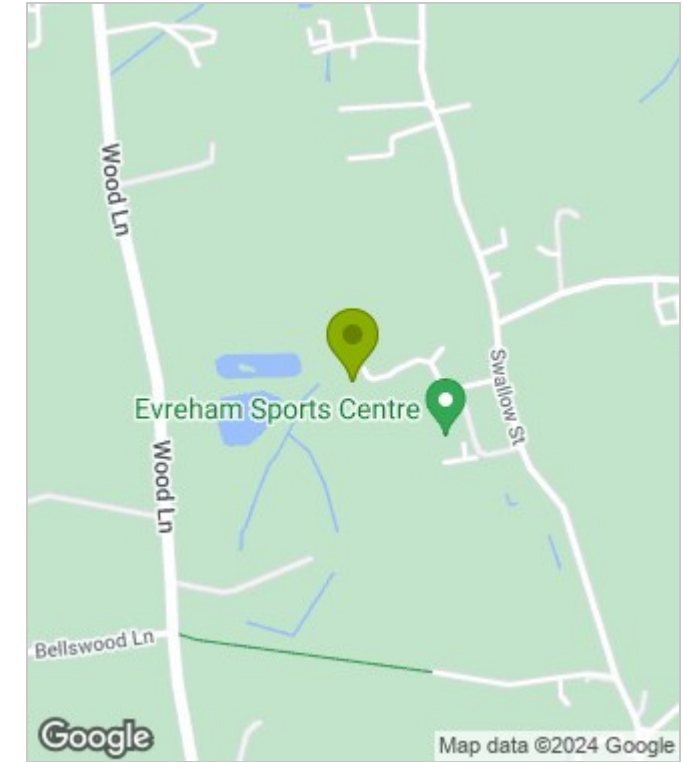 Wood Ln
Swallow St
Evreham Sports Centre
Wood Ln
Bellswood Ln
Google
Map data ©2024 Google